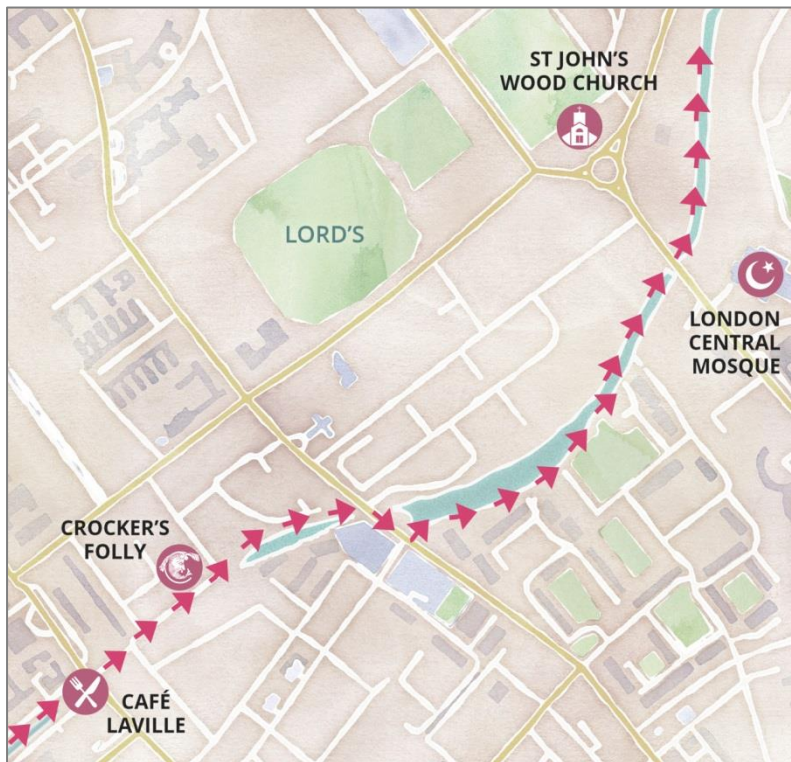 ST JOHN'S
WOOD CHURCH
LORD'S
LONDON
CENTRAL
MOSQUE
CROCKER'S
FOLLY
CAFÉ
LAVILLE